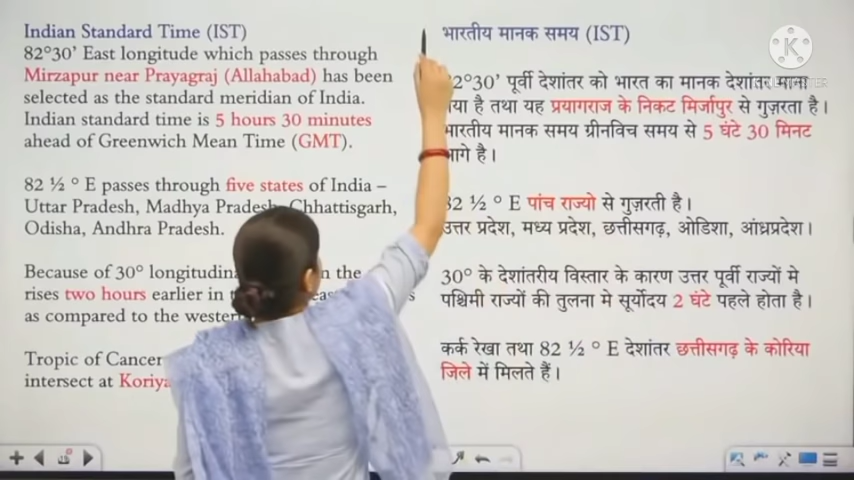 Indian Standard Time (IST)
82°30’ East longitude which passes through
Mirzapur near Prayagraj (Allahabad) has been
selected as the standard meridian of India.
Indian standard time is 5 hours 30 minutes
ahead of Greenwich Mean Time (GMT).
82 ½ ° E passes through five states of India –
Uttar Pradesh, Madhya Pradesh, Chhattisgarh,
Odisha, Andhra Pradesh.
Because of 30° in the
rises two hours earlier in
as compared to the
Tropic of Cancer
intersect at
भारतीय मानक समय (IST)
पूर्वी देशांतर को भारत का मानक देशांतर माना
है तथा यह प्रयागराज के निकट मिर्जापुर से गुज़रता है।
भारतीय मानक समय ग्रीनविच समय से 5 घंटे 30 मिनट
है।
82 ½ ° E पांच राज्यो से गुज़रती है।
उत्तर प्रदेश, मध्य प्रदेश, छत्तीसगढ़, ओडिशा, आंध्रप्रदेश।
30° के देशांतरीय विस्तार के कारण उत्तर पूर्वी राज्यों मे
पश्चिमी राज्यों की तुलना मे सूर्योदय 2 घंटे पहले होता है।
कर्क रेखा तथा 82 ½ ° E देशांतर छत्तीसगढ़ के कोरिया
जिले में मिलते हैं।
K